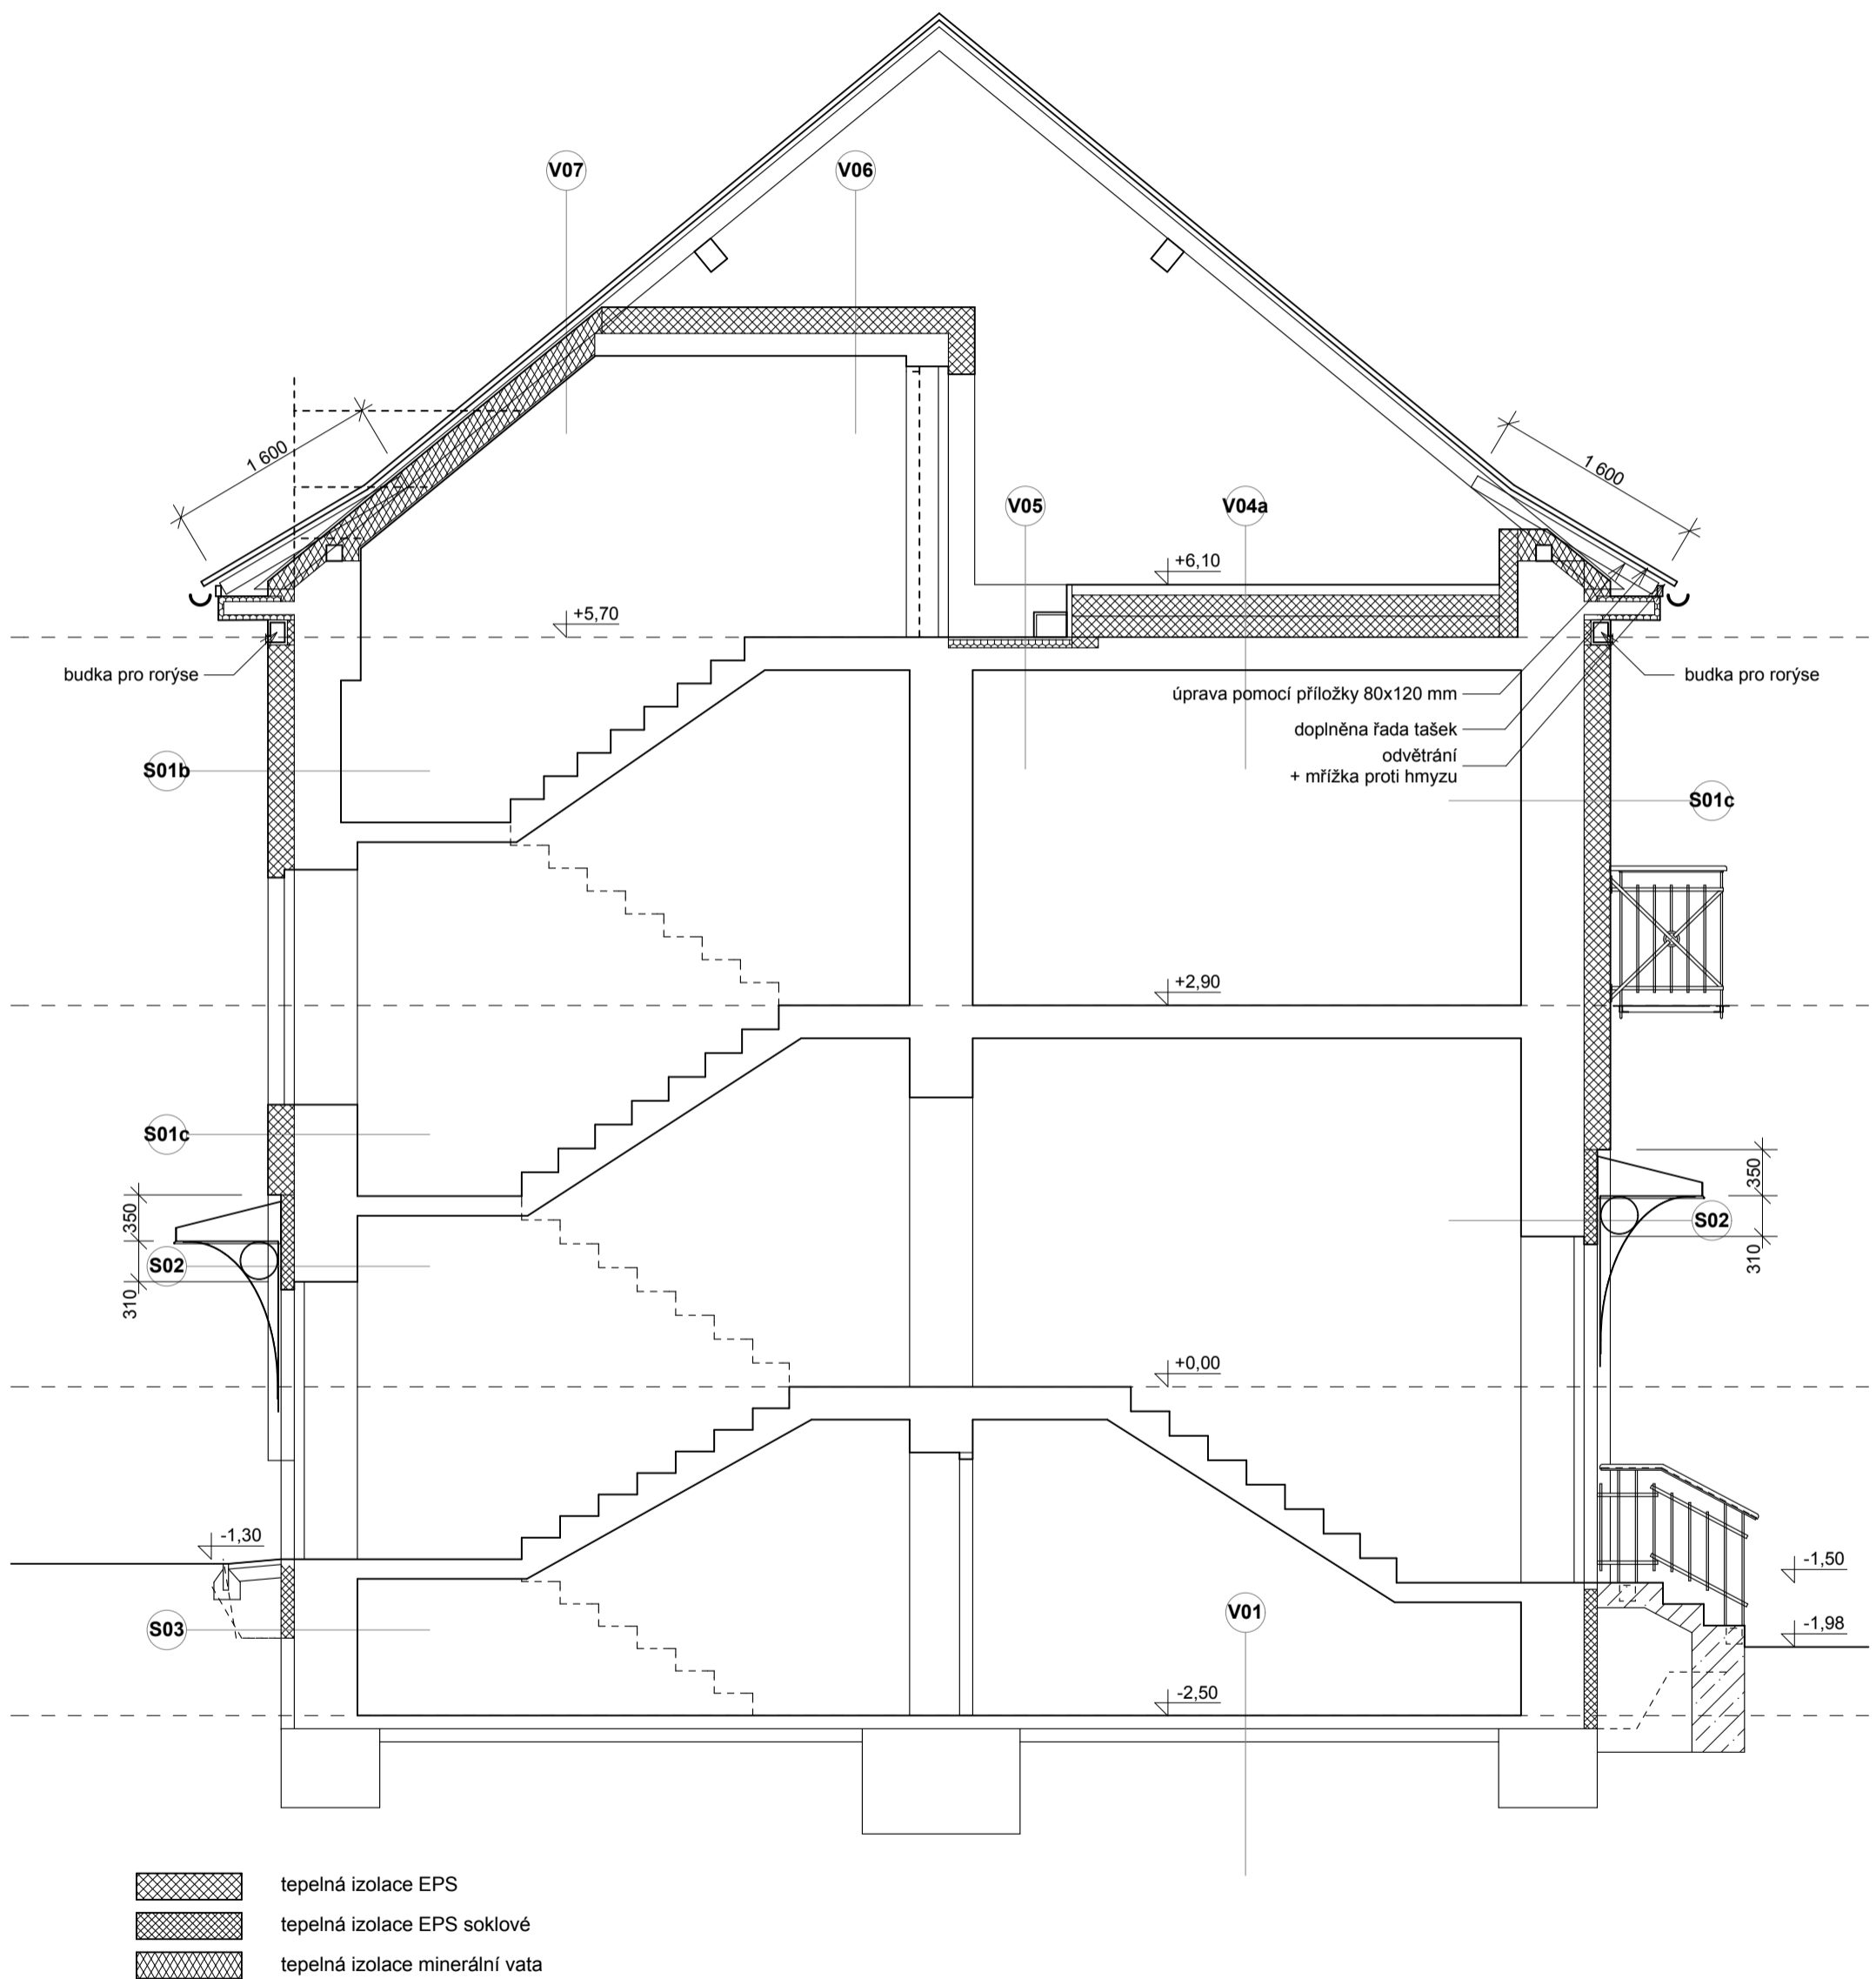 V07
V06
1 600
1 600
V05
V04a
+6,10
+5,70
budka pro rorýse
budka pro rorýse
úprava pomocí příložky 80x120 mm
doplněna řada tašek
odvětrání
+ mřížka proti hmyzu
S01b
S01c
+2,90
S01c
350
350
S02
S02
310
310
+0,00
-1,30
-1,50
V01
S03
-1,98
-2,50
tepelná izolace EPS
tepelná izolace EPS soklové
tepelná izolace minerální vata